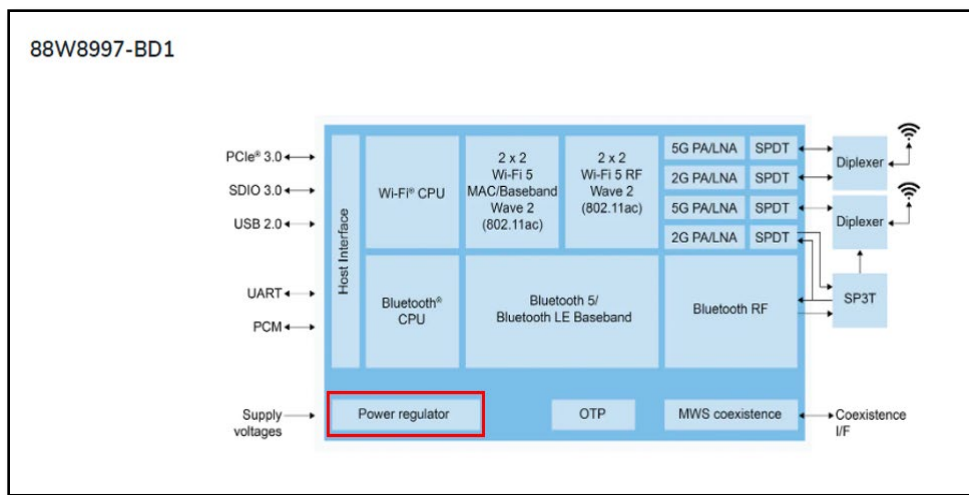 88W8997-BD1
PCIe® 3.0
SDIO 3.0
USB 2.0
UART
PCM
Supply
voltages
Host Interface
Wi-Fi® CPU
2 x 2
Wi-Fi 5
MAC/Baseband
Wave 2
(802.11ac)
2 x 2
Wi-Fi 5 RF
Wave 2
(802.11ac)
5G PA/LNA SPDT
2G PA/LNA SPDT
5G PA/LNA SPDT
2G PA/LNA SPDT
Diplexer
Diplexer
SP3T
Bluetooth®
CPU
Bluetooth 5/
Bluetooth LE Baseband
Bluetooth RF
Power regulator
OTP
MWS coexistence
Coexistence
I/F